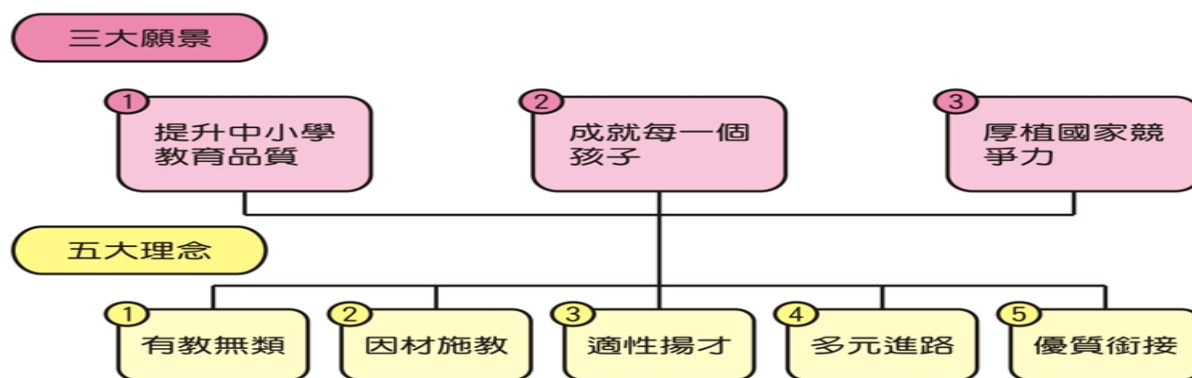 三大願景
1
提升中小學
教育品質
2
成就每一個
孩子
3
厚植國家競
爭力
五大理念
1
有教無類
2
因材施教
3
適性揚才
4
多元進路
5
優質銜接